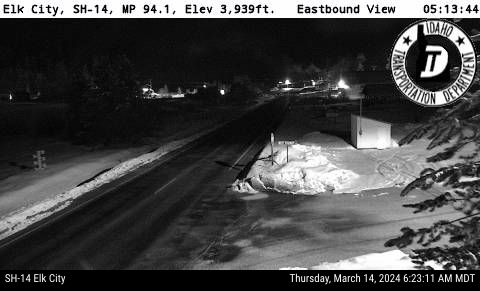 Elk City, SH-14, MP 94.1, Elev 3,939ft. Eastbound View 05:13:44
IDAHO
TRANSPORTATION DEPARTMENT
SH-14 Elk City
Thursday, March 14, 2024 6:23:11 AM MDT